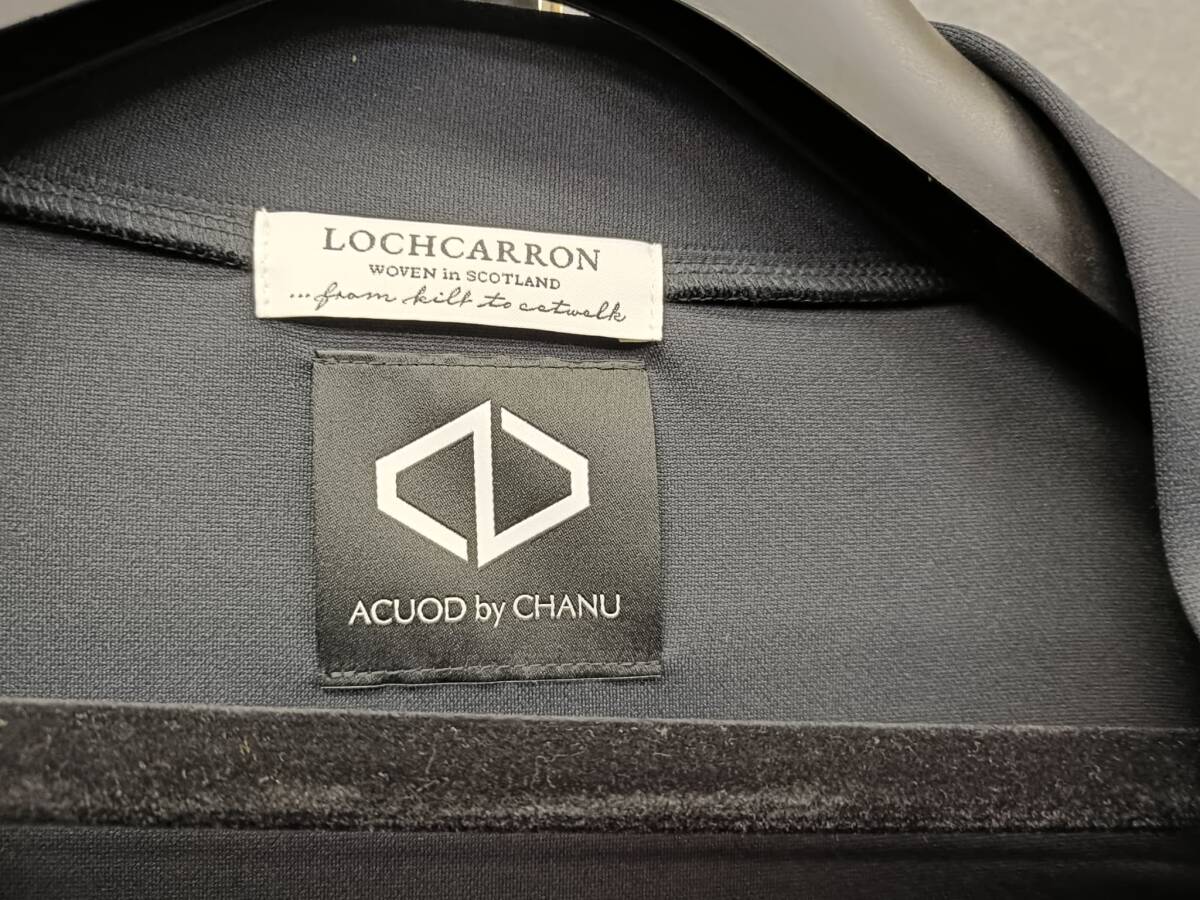 LOCHCARRON
WOVEN in SCOTLAND
...from kilt to catwalk
ACUOD by CHANU